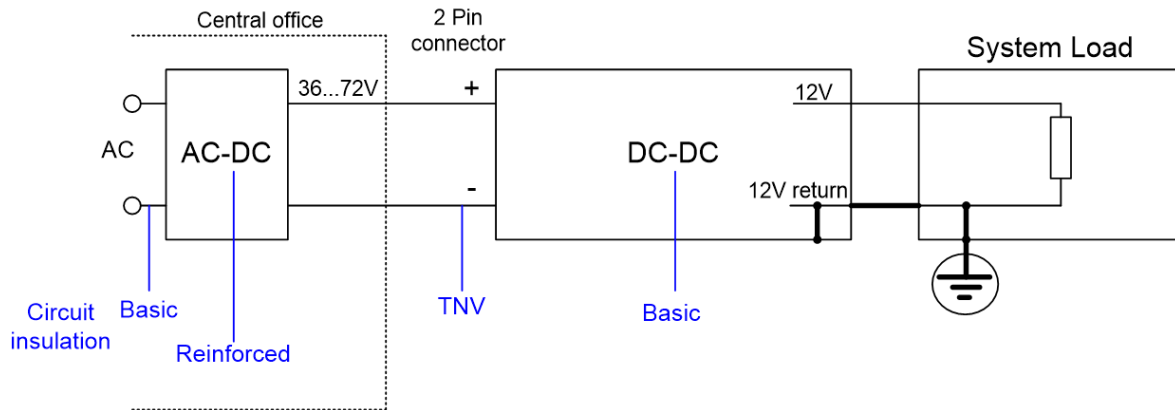 Central office
2 Pin
connector
System Load
36...72V
+
12V
AC
AC-DC
DC-DC
-
12V return
Circuit
insulation
Basic
Reinforced
TNV
Basic